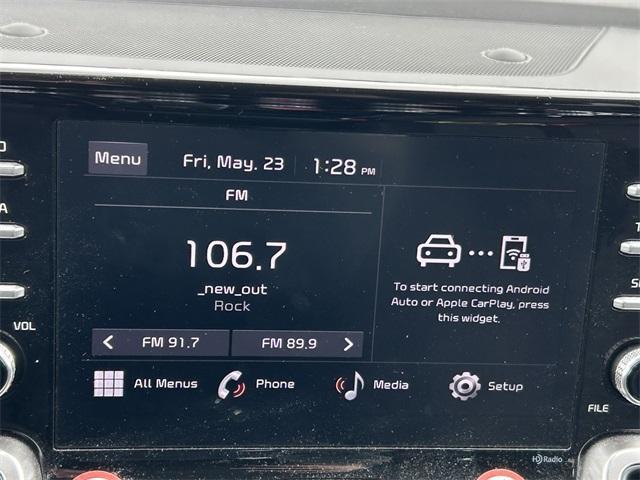 Menu
Fri, May. 23
1:28 PM
FM
106.7
_new_out
Rock
< FM 91.7
FM 89.9 >
To start connecting Android
Auto or Apple CarPlay, press
this widget.
All Menus
Phone
Media
Setup
VOL
FILE
HD Radio